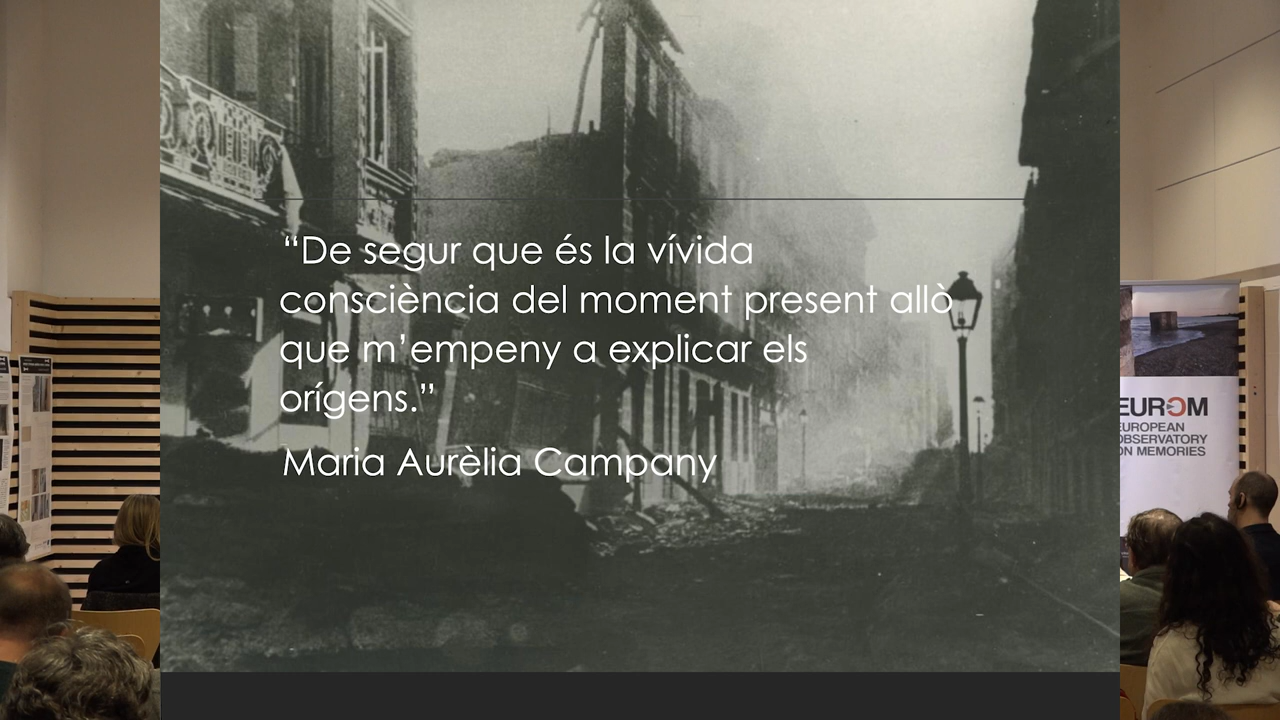 “De segur que és la vívida
consciència del moment present allò
que m’empeny a explicar els
orígens.”
Maria Aurèlia Campany
EUROM
EUROPEAN
OBSERVATORY
ON MEMORIES